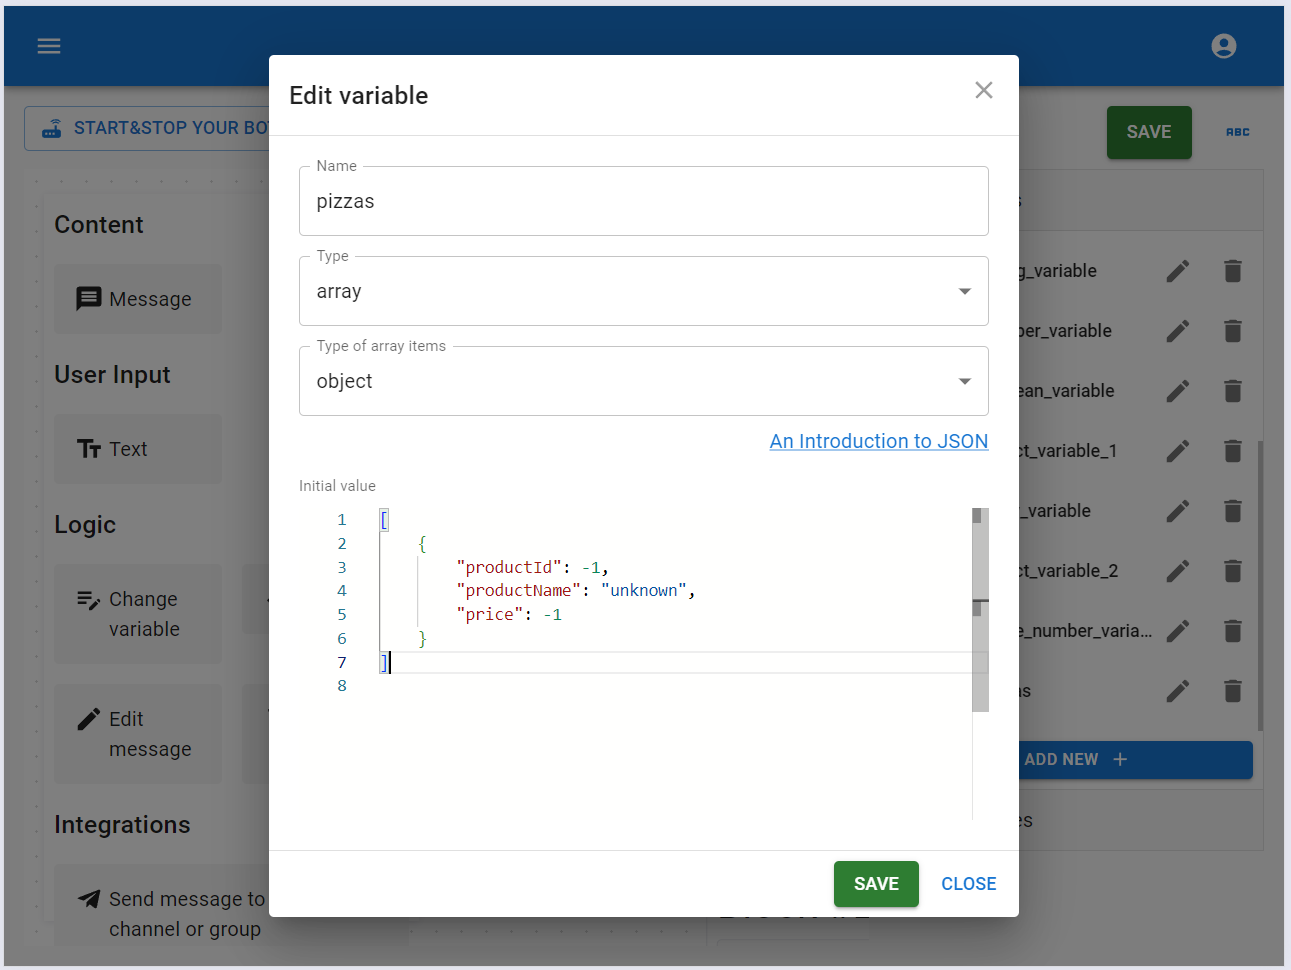 Edit variable
START&STOP YOUR BO
SAVE
ABC
Name
pizzas
Content
Message
Type
array
g_variable
User Input
Text
Type of array items
object
ber_variable
ean_variable
An Introduction to JSON
ct_variable_1
Initial value
Logic
Change
variable
1 [
2 {
3 "productId": -1,
4 "productName": "unknown",
5 "price": -1
6 }
7 ]
8
_variable
ct_variable_2
e_number_varia...
as
Edit
message
ADD NEW +
Integrations
es
Send message to
channel or group
SAVE
CLOSE